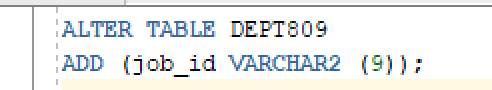 ALTER TABLE DEPT809
ADD (job_id VARCHAR2 (9));